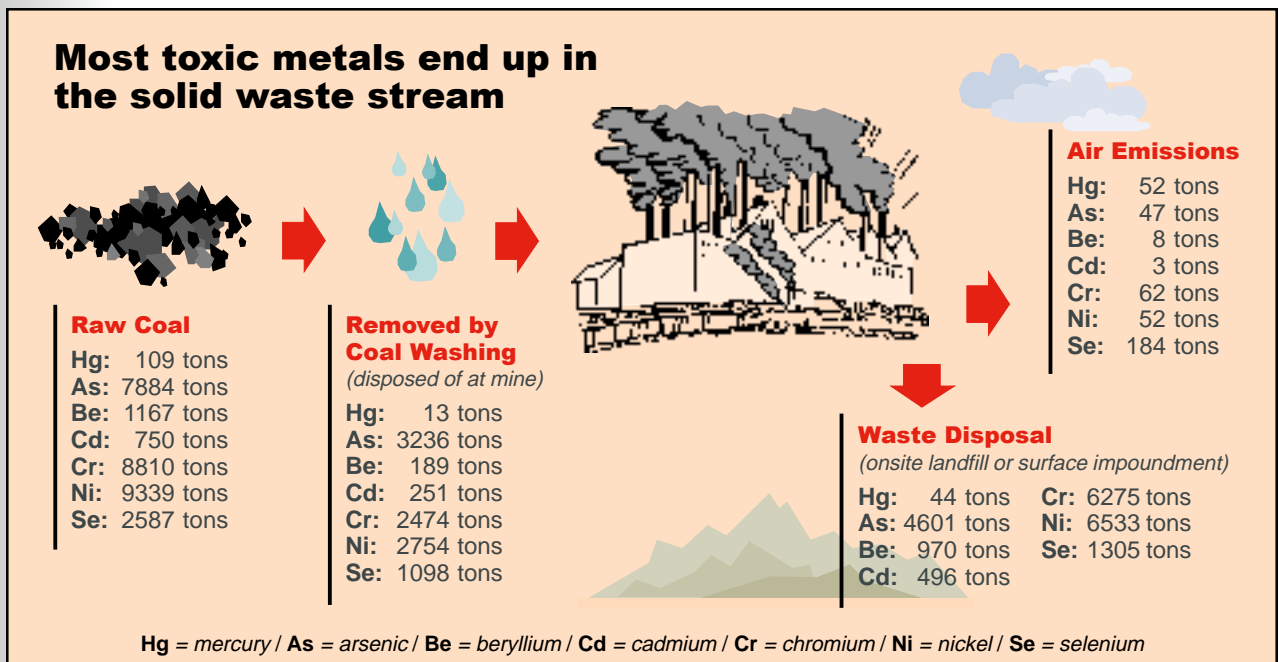 Most toxic metals end up in
the solid waste stream
Raw Coal
Hg: 109 tons
As: 7884 tons
Be: 1167 tons
Cd: 750 tons
Cr: 8810 tons
Ni: 9339 tons
Se: 2587 tons
Removed by
Coal Washing
(disposed of at mine)
Hg: 13 tons
As: 3236 tons
Be: 189 tons
Cd: 251 tons
Cr: 2474 tons
Ni: 2754 tons
Se: 1098 tons
Air Emissions
Hg: 52 tons
As: 47 tons
Be: 8 tons
Cd: 3 tons
Cr: 62 tons
Ni: 52 tons
Se: 184 tons
Waste Disposal
(onsite landfill or surface impoundment)
Hg: 44 tons
As: 4601 tons
Be: 970 tons
Cd: 496 tons
Cr: 6275 tons
Ni: 6533 tons
Se: 1305 tons
Hg = mercury / As = arsenic / Be = beryllium / Cd = cadmium / Cr = chromium / Ni = nickel / Se = selenium